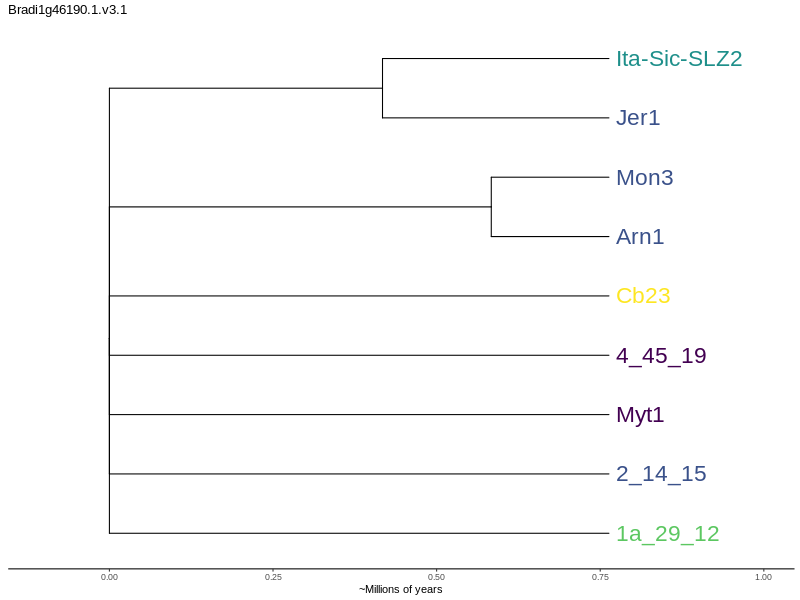 Bradi1g46190.1.v3.1
Ita-Sic-SLZ2
Jer1
Mon3
Arn1
Cb23
4_45_19
Myt1
2_14_15
1a_29_12
0.00 0.25 0.50 0.75 1.00
~Millions of years